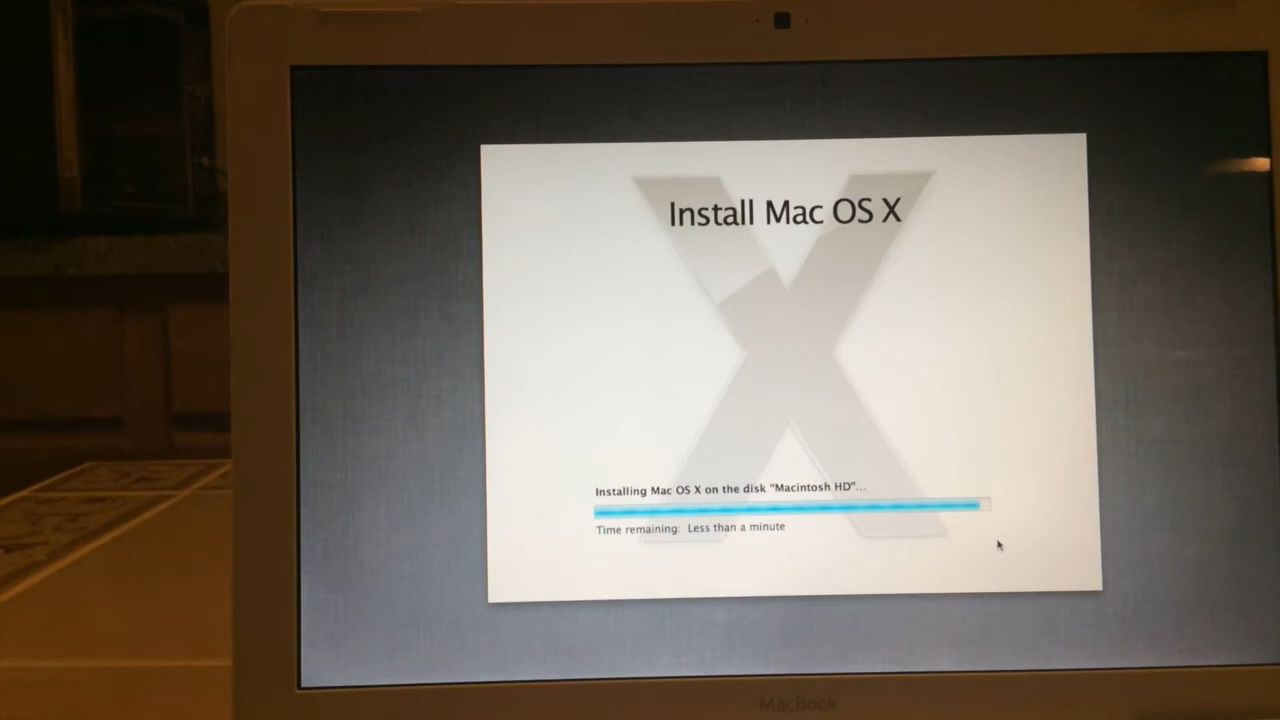 Install Mac OS X
Installing Mac OS X on the disk "Macintosh HD"...
Time remaining: Less than a minute
MacBook